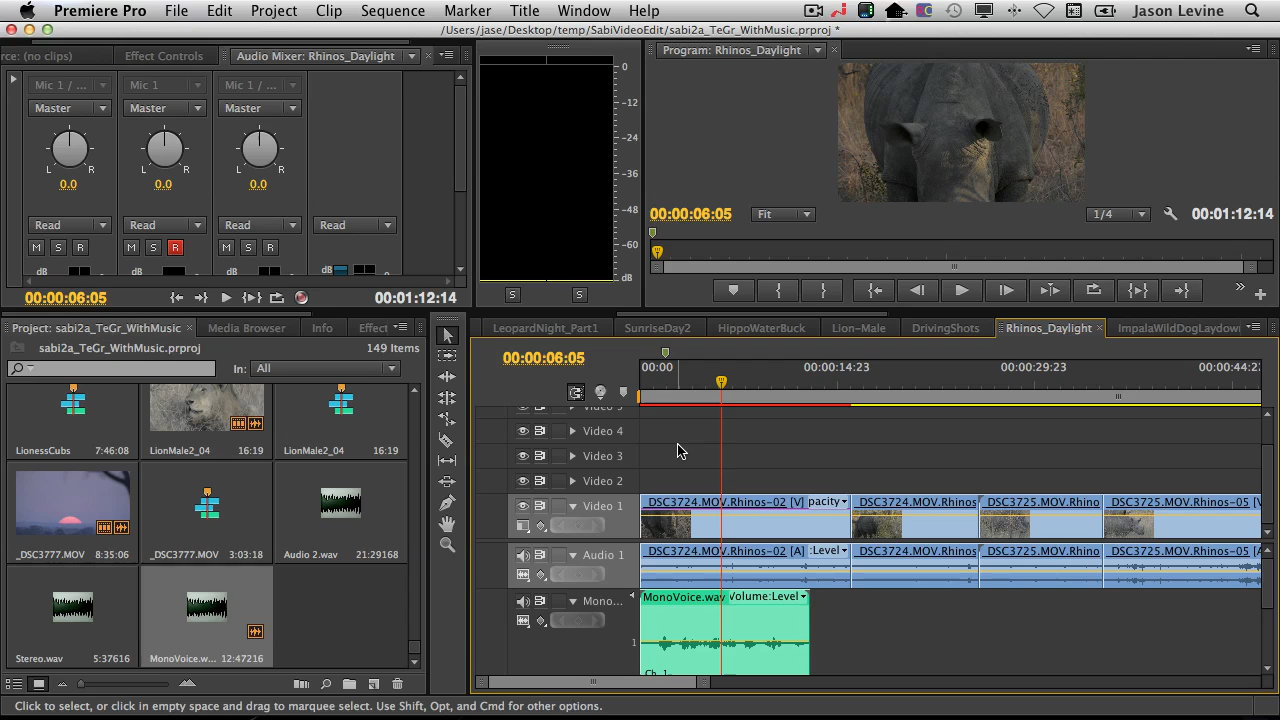 Premiere Pro File Edit Project Clip Sequence Marker Title Window Help Jason Levine
/Users/jase/Desktop/temp/SabiVideoEdit/sabi2a_TeGr_WithMusic.prproj *
rce: (no clips) Effect Controls Audio Mixer: Rhinos_Daylight
Mic 1 / ... Mic 1 Mic 1 / ...
Master Master Master
L R L R L R
0.0 0.0 0.0
Read Read Read Read
M S R M S R M S R
dB dB dB dB
00:00:06:05 00:01:12:14
0
-12
-24
-36
-48
-60
dB
S S
Program: Rhinos_Daylight
00:00:06:05 Fit 1/4 00:01:12:14
Project: sabi2a_TeGr_WithMusic Media Browser Info Effect
sabi2a_TeGr_WithMusic.prproj 149 Items
In: All
LionessCubs 7:46:08 LionMale2_04 16:19 LionMale2_04 16:19
_DSC3777.MOV 8:35:06 _DSC3777.MOV 3:03:18 Audio 2.wav 21:29168
Stereo.wav 5:37616 MonoVoice.w... 12:47216
LeopardNight_Part1 SunriseDay2 HippoWaterBuck Lion-Male DrivingShots Rhinos_Daylight ImpalaWildDogLaydow
00:00:06:05 00:00 00:00:14:23 00:00:29:23 00:00:44:22
Video 4
Video 3
Video 2
Video 1 _DSC3724.MOV.Rhinos-02 [V] pacity _DSC3724.MOV.Rhinos _DSC3725.MOV.Rhino _DSC3725.MOV.Rhinos-05 [V
Audio 1 _DSC3724.MOV.Rhinos-02 [A] :Level _DSC3724.MOV.Rhinos _DSC3725.MOV.Rhino _DSC3725.MOV.Rhinos-05 [A
Mono... MonoVoice.wav Volume:Level
1
Ch. 1
Click to select, or click in empty space and drag to marquee select. Use Shift, Opt, and Cmd for other options.